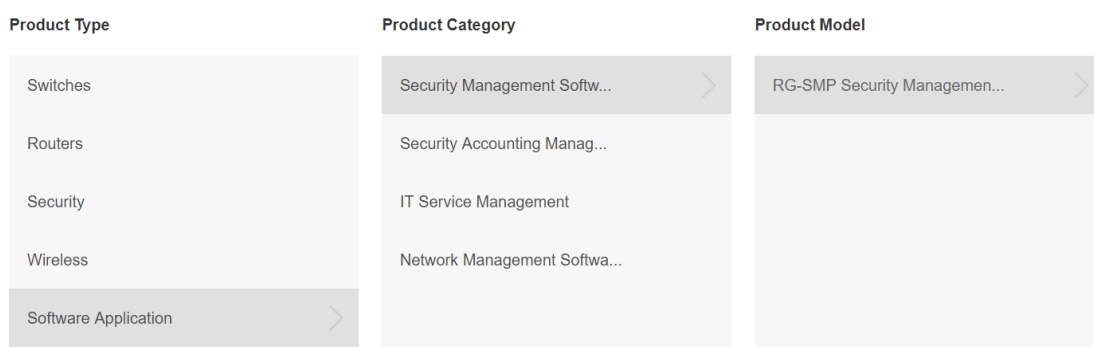 Product Type
Product Category
Product Model
Switches
Security Management Softw...
RG-SMP Security Managemen...
Routers
Security Accounting Manag...
Security
IT Service Management
Wireless
Network Management Softwa...
Software Application